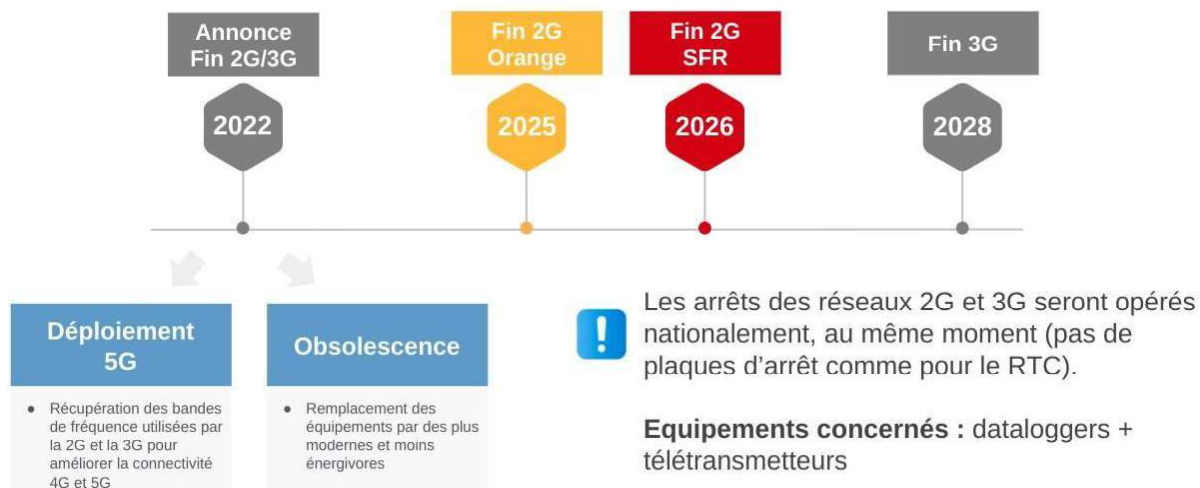 Annonce
Fin 2G/3G
Fin 2G
Orange
Fin 2G
SFR
Fin 3G
2022
2025
2026
2028
Déploiement
5G
• Récupération des bandes
de fréquence utilisées par
la 2G et la 3G pour
améliorer la connectivité
4G et 5G
Obsolescence
• Remplacement des
équipements par des plus
modernes et moins
énergivores
Les arrêts des réseaux 2G et 3G seront opérés
nationalement, au même moment (pas de
plaques d'arrêt comme pour le RTC).
Equipements concernés : dataloggers +
télétransmetteurs